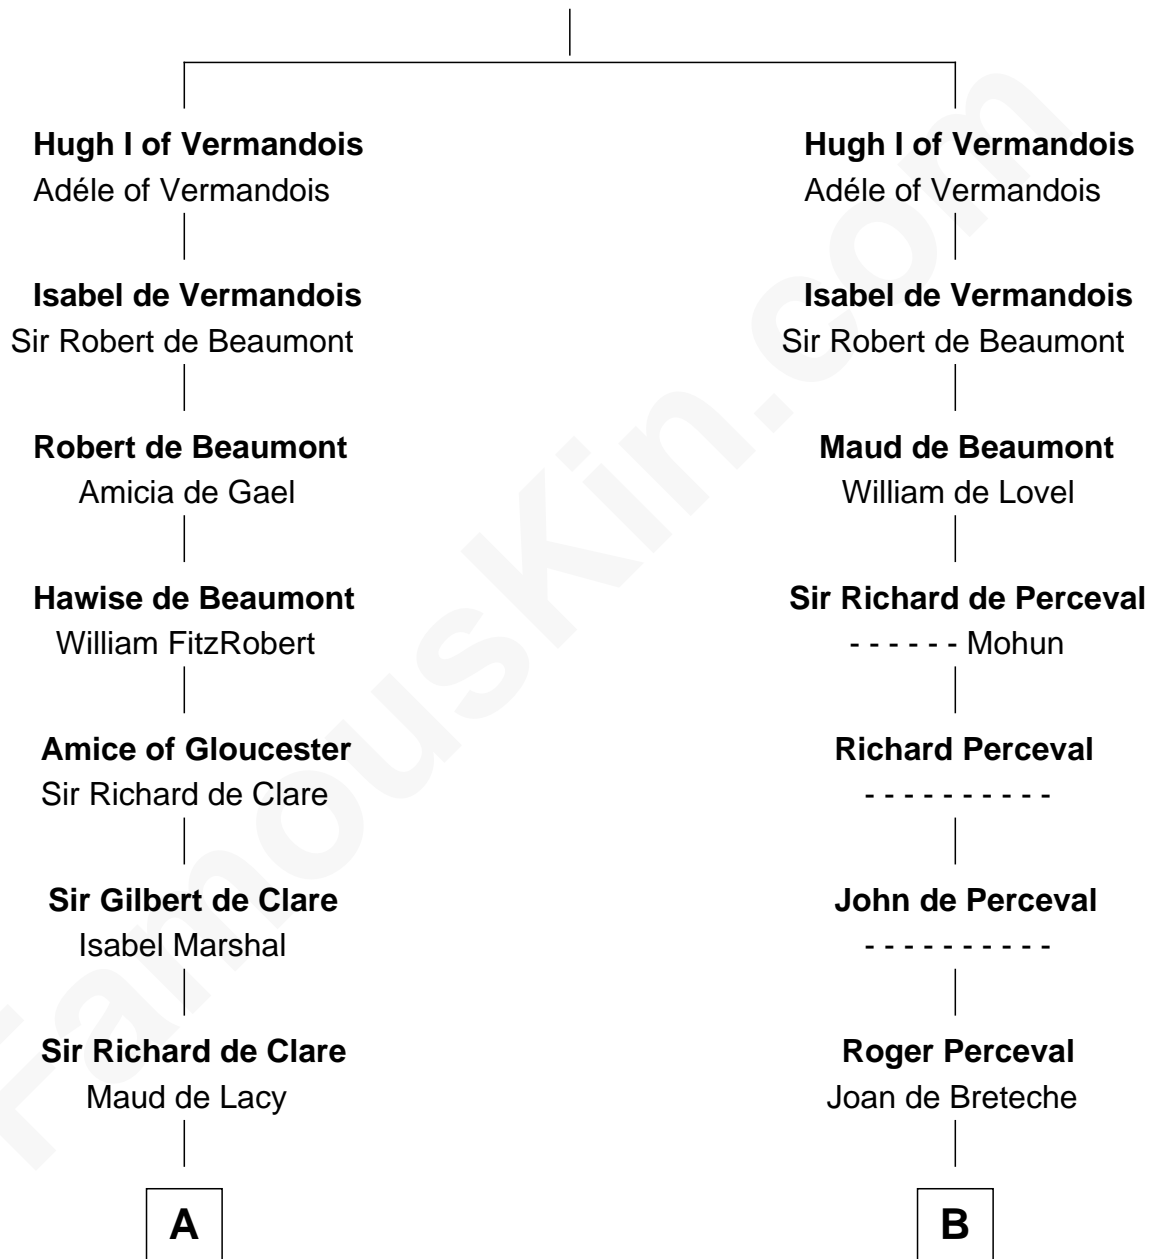 Hugh I of Vermandois
Adéle of Vermandois
Isabel de Vermandois
Sir Robert de Beaumont
Robert de Beaumont
Amicia de Gael
Hawise de Beaumont
William FitzRobert
Amice of Gloucester
Sir Richard de Clare
Sir Gilbert de Clare
Isabel Marshal
Sir Richard de Clare
Maud de Lacy
A
Hugh I of Vermandois
Adéle of Vermandois
Isabel de Vermandois
Sir Robert de Beaumont
Maud de Beaumont
William de Lovel
Sir Richard de Perceval
- - - - - - Mohun
Richard Perceval
- - - - - - - - - -
John de Perceval
- - - - - - - - - -
Roger Perceval
Joan de Breteche
B
FamousKin.com